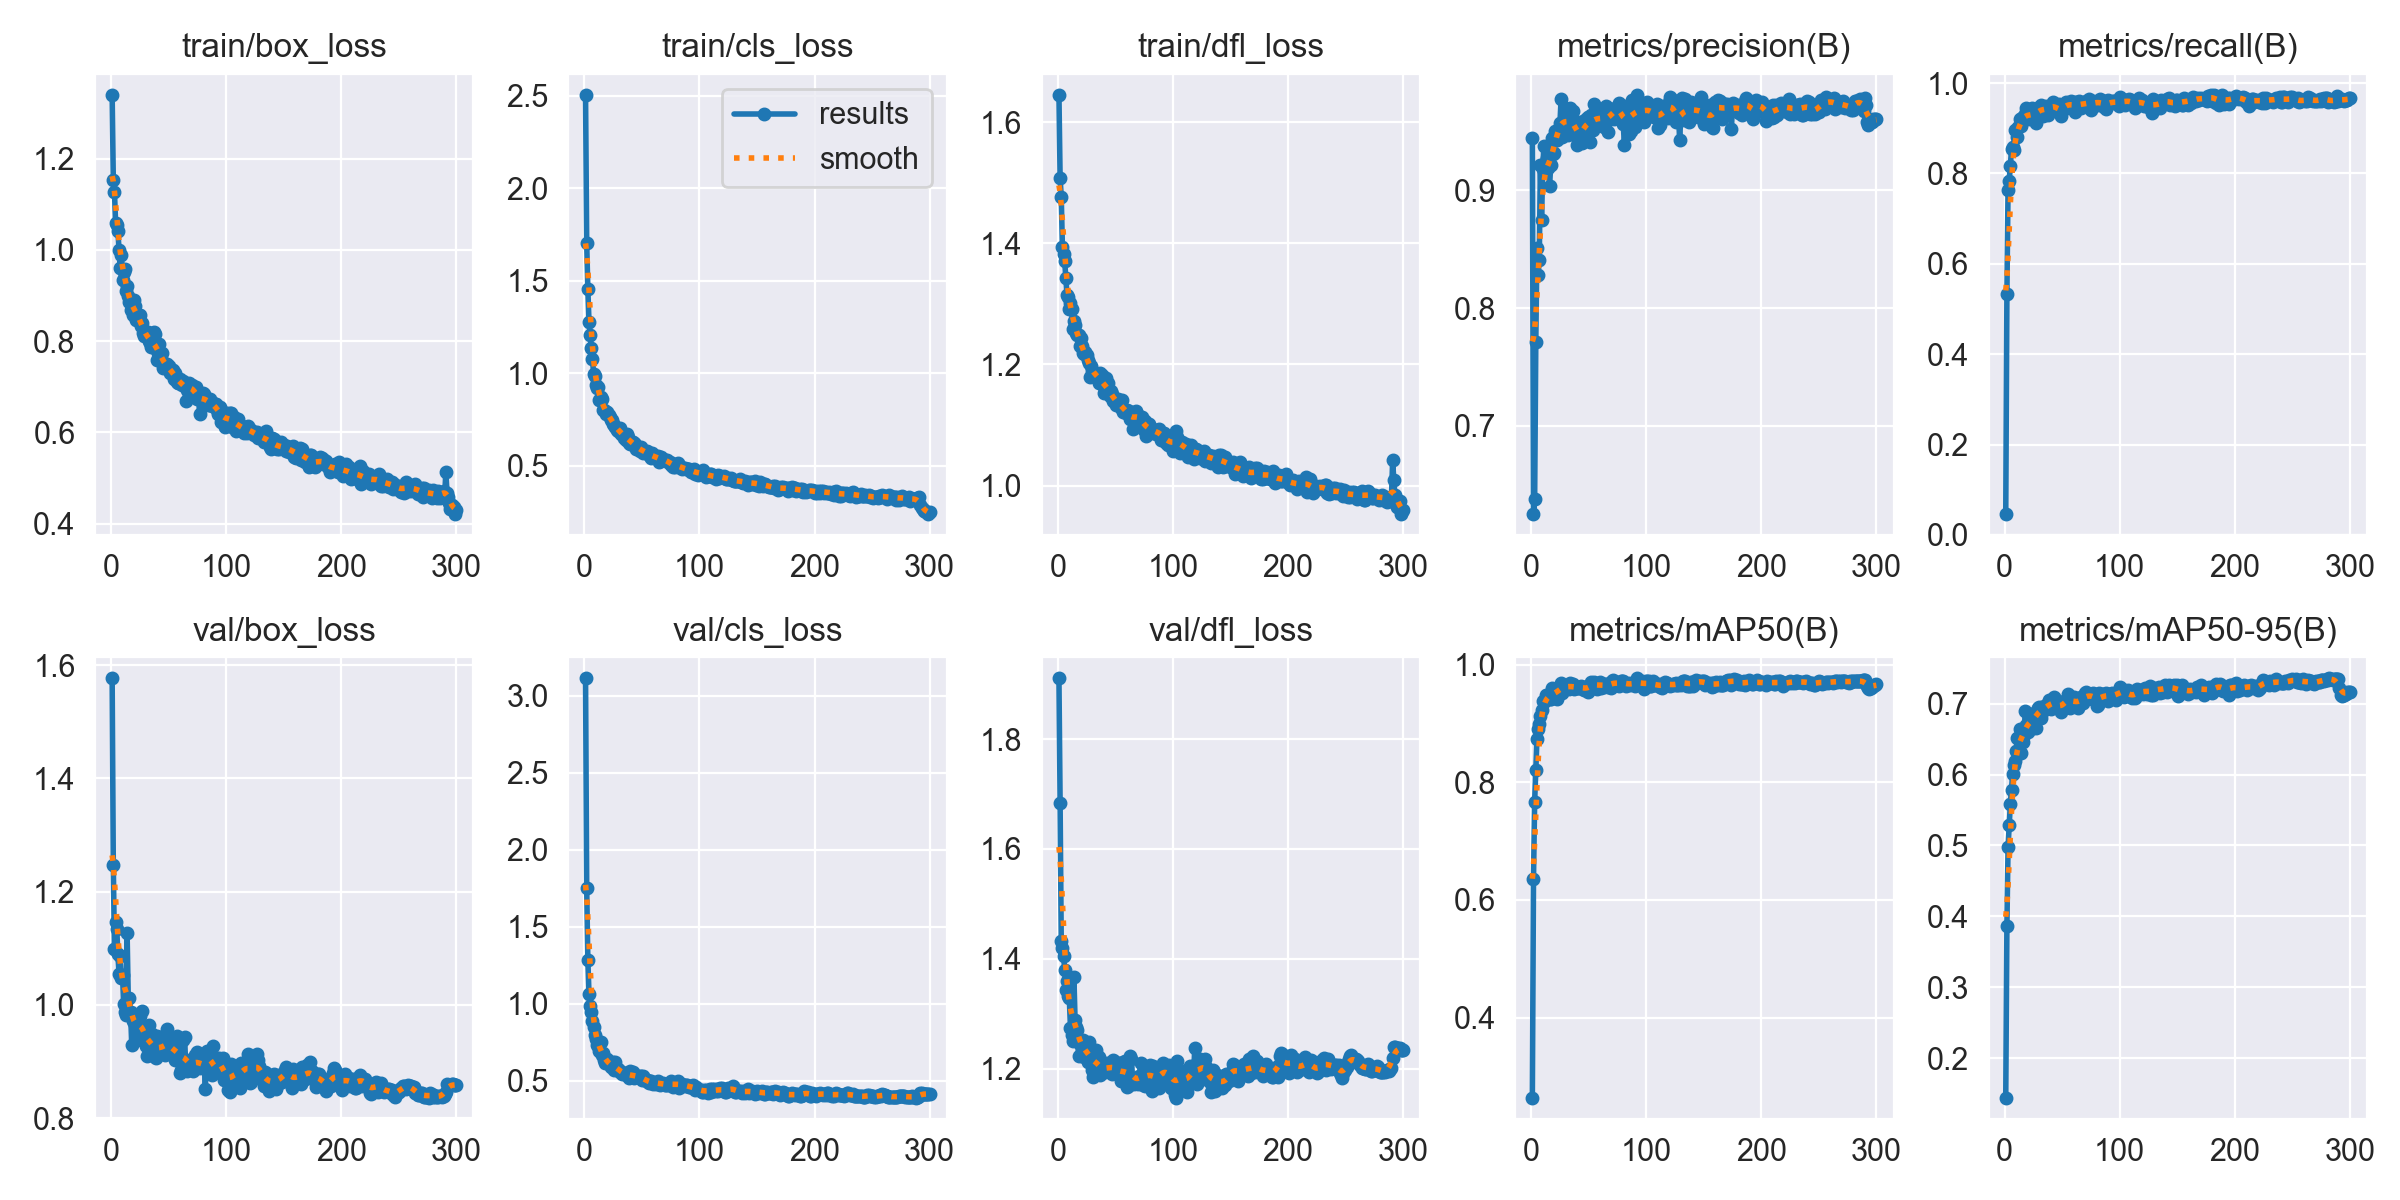 train/box_loss
1.2
1.0
0.8
0.6
0.4
0 100 200 300
train/cls_loss
2.5
2.0
1.5
1.0
0.5
0 100 200 300
results
smooth
train/dfl_loss
1.6
1.4
1.2
1.0
0 100 200 300
metrics/precision(B)
0.9
0.8
0.7
0 100 200 300
metrics/recall(B)
1.0
0.8
0.6
0.4
0.2
0.0
0 100 200 300
val/box_loss
1.6
1.4
1.2
1.0
0.8
0 100 200 300
val/cls_loss
3.0
2.5
2.0
1.5
1.0
0.5
0 100 200 300
val/dfl_loss
1.8
1.6
1.4
1.2
0 100 200 300
metrics/mAP50(B)
1.0
0.8
0.6
0.4
0 100 200 300
metrics/mAP50-95(B)
0.7
0.6
0.5
0.4
0.3
0.2
0 100 200 300